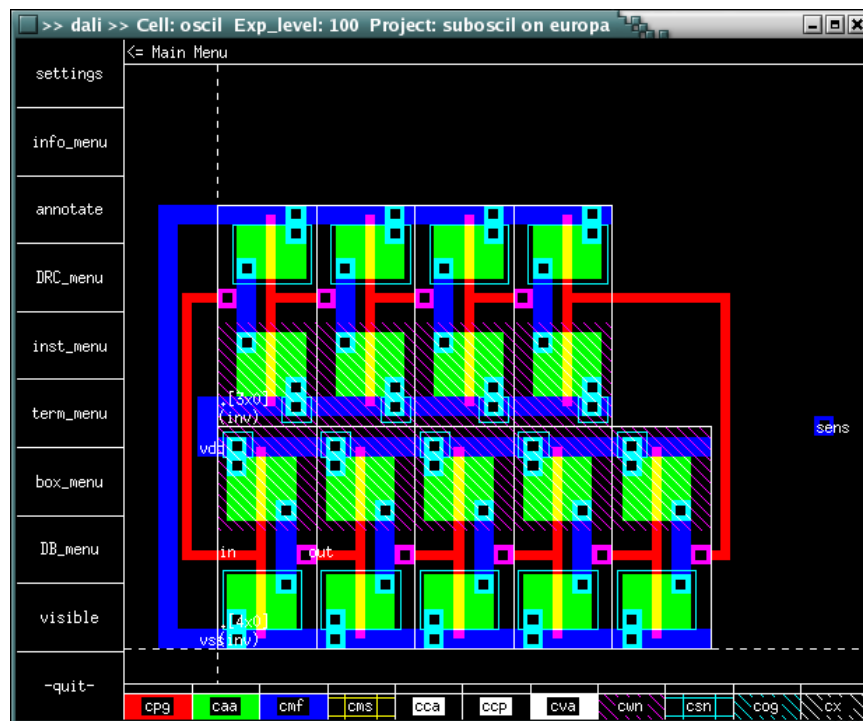 >> dali >> Cell: oscil Exp_level: 100 Project: suboscil on europa
<= Main Menu
settings
info_menu
annotate
DRC_menu
inst_menu
term_menu
box_menu
DB_menu
visible
-quit-
.[3x0]
(inv)
sens
vdd
in
out
.[4x0]
vss(inv)
cpg caa cmf cms cca ccp cva cwn csn cog cx